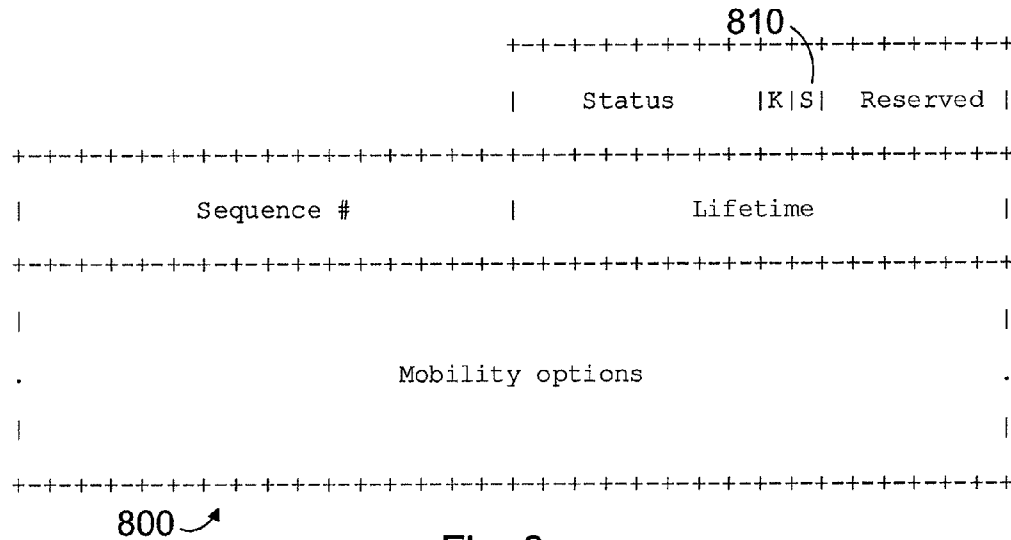 810
+-+-+-+-+-+-+-+-+-+-+-+-+-+-+-+-+
| Status |K|S| Reserved |
+-+-+-+-+-+-+-+-+-+-+-+-+-+-+-+-+-+-+-+-+-+-+-+-+-+-+-+-+-+-+-+-+
| Sequence # | Lifetime |
+-+-+-+-+-+-+-+-+-+-+-+-+-+-+-+-+-+-+-+-+-+-+-+-+-+-+-+-+-+-+-+-+
| |
. Mobility options .
| |
+-+-+-+-+-+-+-+-+-+-+-+-+-+-+-+-+-+-+-+-+-+-+-+-+-+-+-+-+-+-+-+-+
800